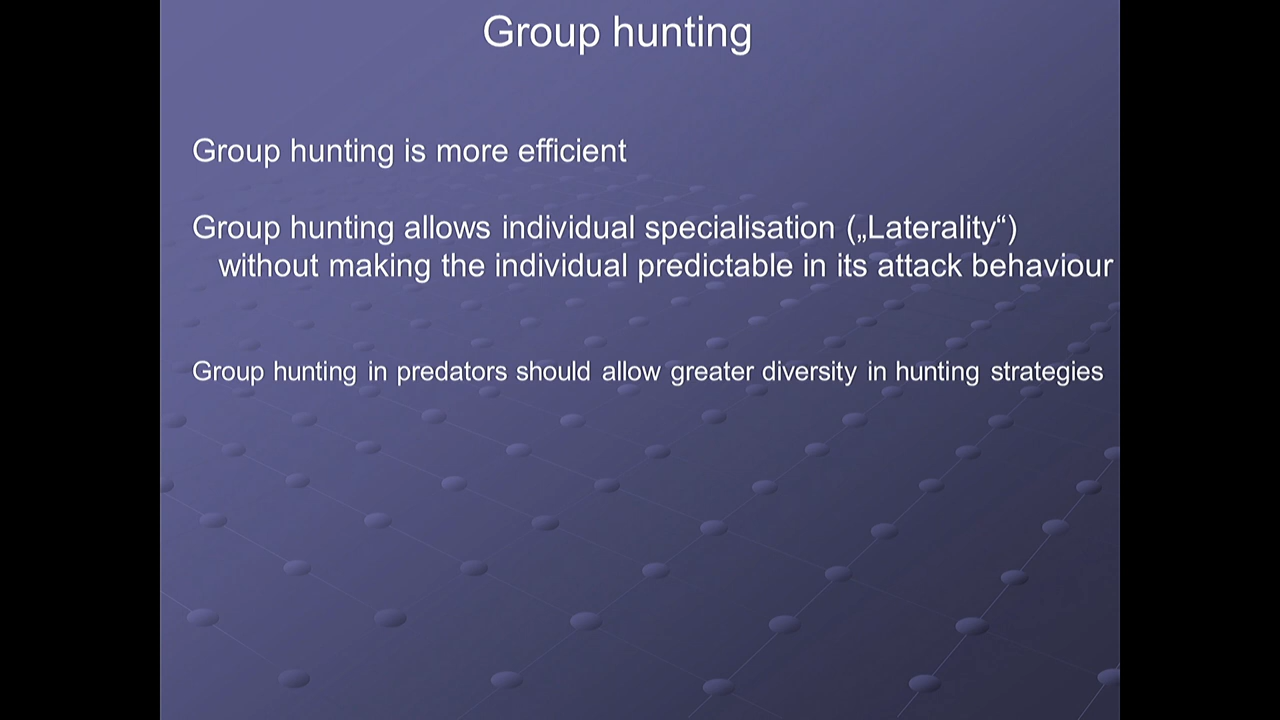 Group hunting
Group hunting is more efficient
Group hunting allows individual specialisation („Laterality“)
without making the individual predictable in its attack behaviour
Group hunting in predators should allow greater diversity in hunting strategies